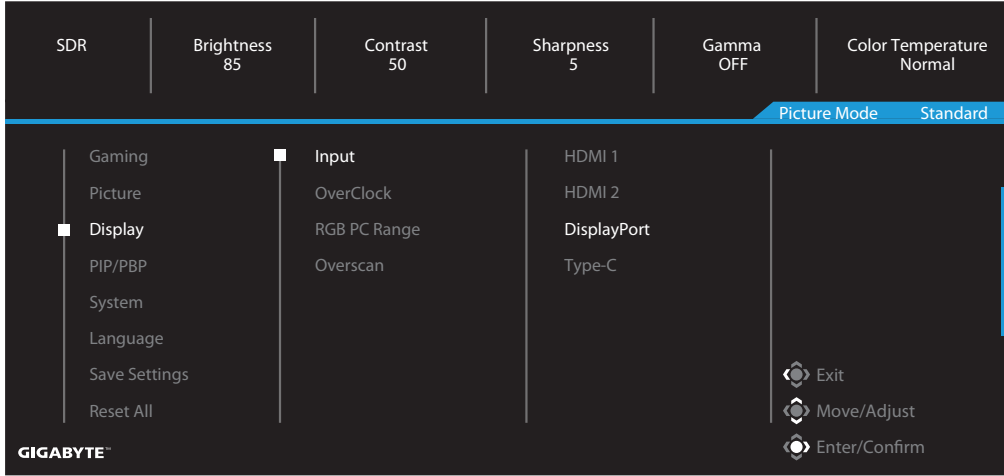 SDR
Brightness
85
Contrast
50
Sharpness
5
Gamma
OFF
Color Temperature
Normal
Picture Mode Standard
Gaming
Picture
Display
PIP/PBP
System
Language
Save Settings
Reset All
Input
OverClock
RGB PC Range
Overscan
HDMI 1
HDMI 2
DisplayPort
Type-C
Exit
Move/Adjust
Enter/Confirm
GIGABYTE™